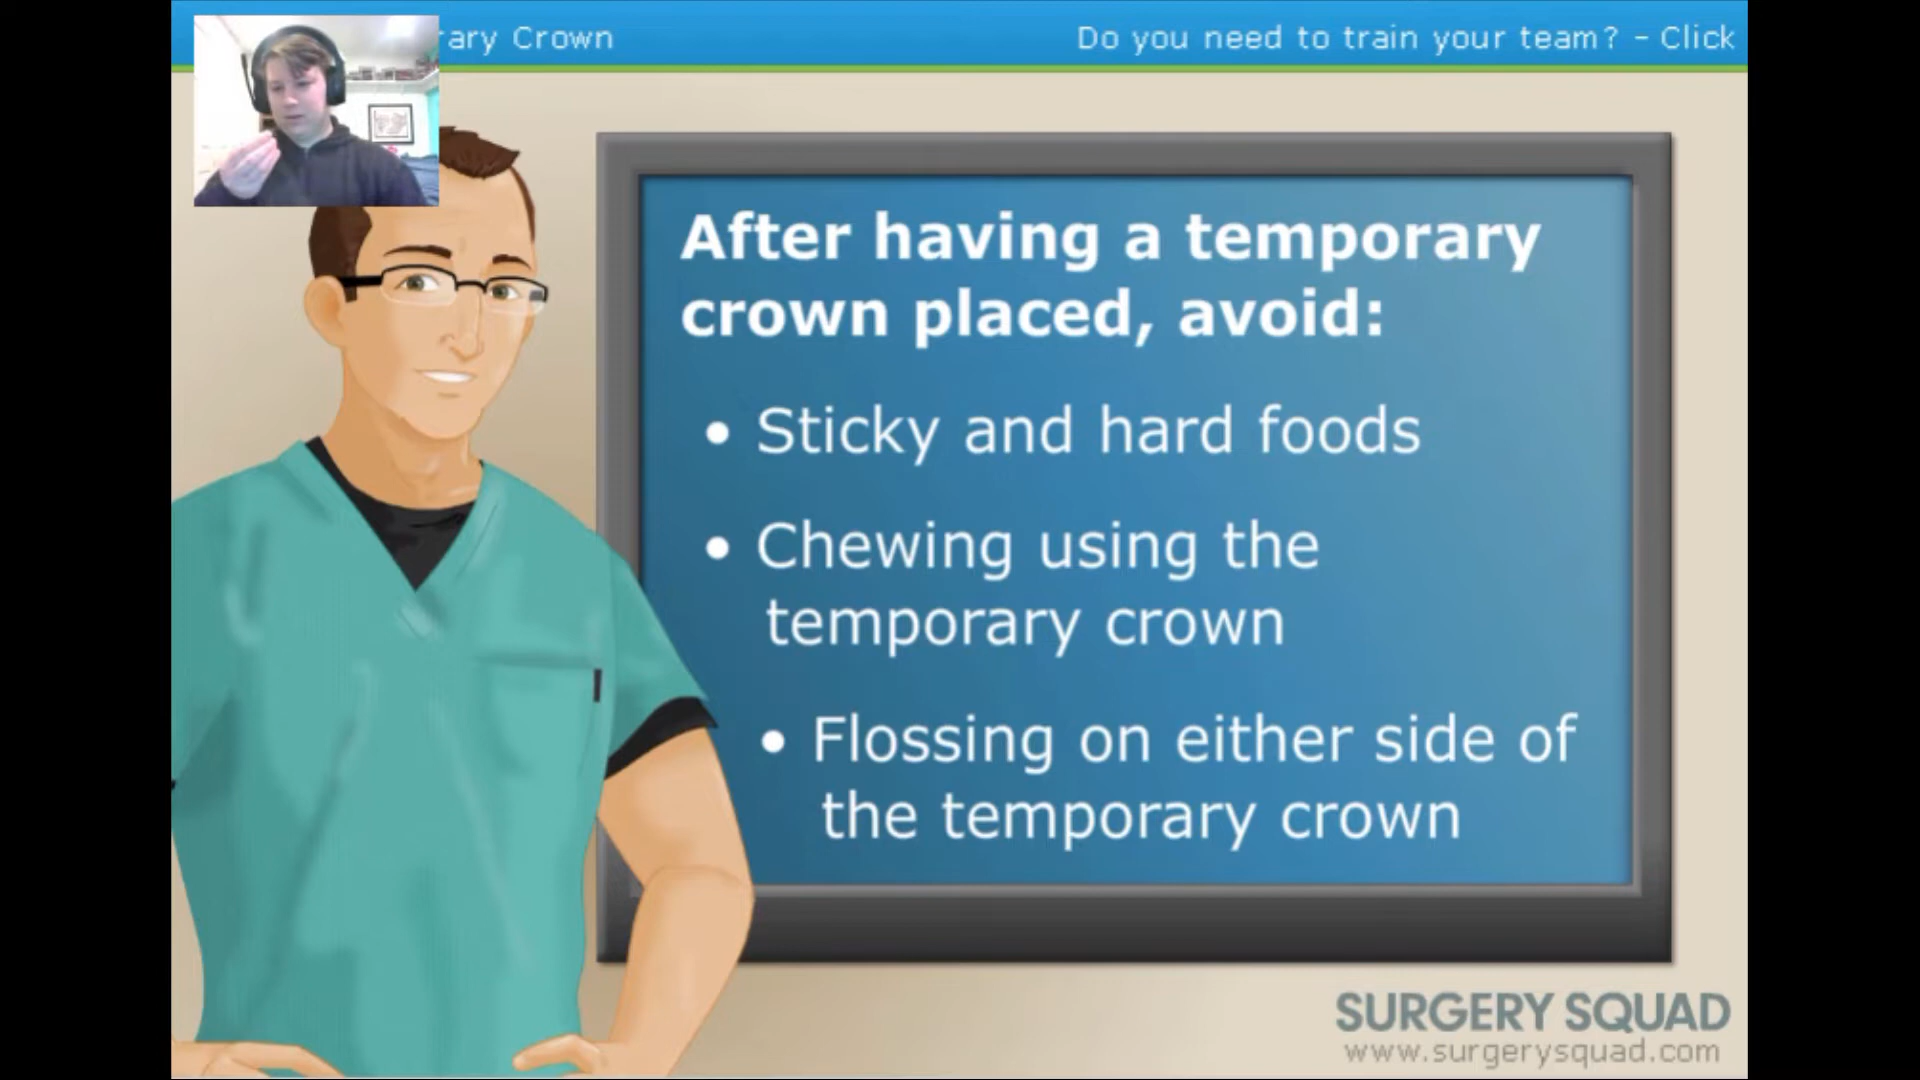 rary Crown
Do you need to train your team? – Click
After having a temporary
crown placed, avoid:
• Sticky and hard foods
• Chewing using the
temporary crown
• Flossing on either side of
the temporary crown
SURGERY SQUAD
www.surgerysquad.com